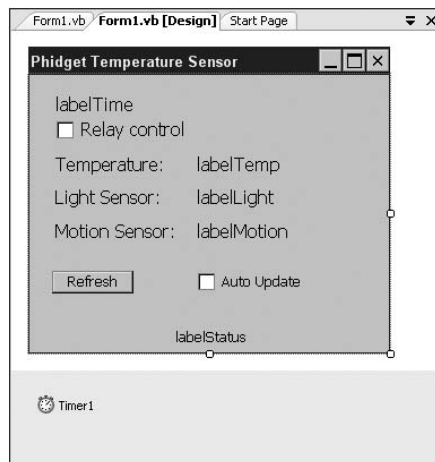 Form1.vb Form1.vb [Design] Start Page
Phidget Temperature Sensor
labelTime
Relay control
Temperature: labelTemp
Light Sensor: labelLight
Motion Sensor: labelMotion
Refresh Auto Update
labelStatus
Timer1